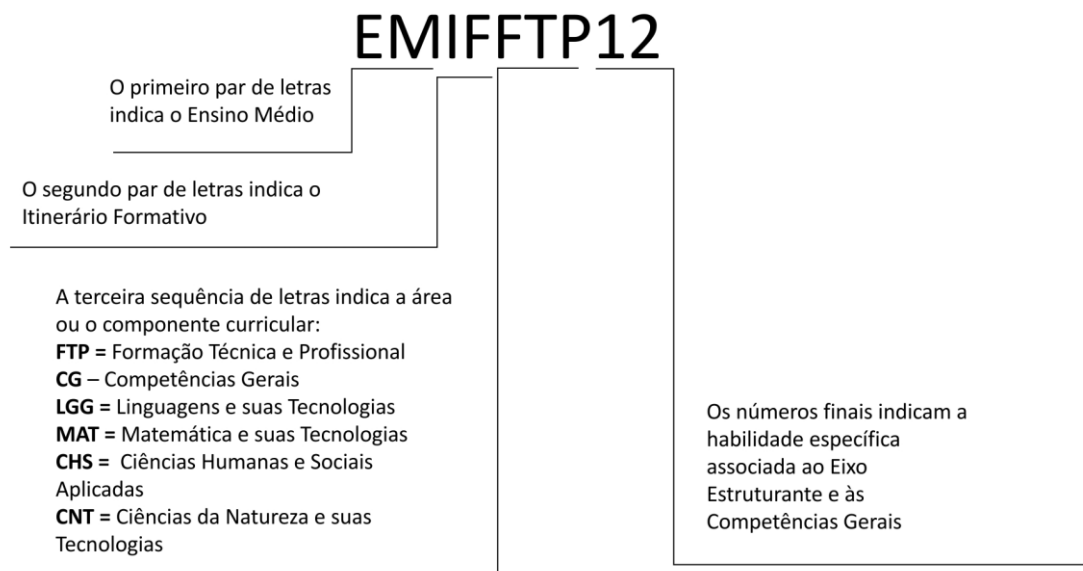 EMIFFTP12
O primeiro par de letras
indica o Ensino Médio
O segundo par de letras indica o
Itinerário Formativo
A terceira sequência de letras indica a área
ou o componente curricular:
FTP = Formação Técnica e Profissional
CG – Competências Gerais
LGG = Linguagens e suas Tecnologias
MAT = Matemática e suas Tecnologias
CHS = Ciências Humanas e Sociais
Aplicadas
CNT = Ciências da Natureza e suas
Tecnologias
Os números finais indicam a
habilidade específica
associada ao Eixo
Estruturante e às
Competências Gerais